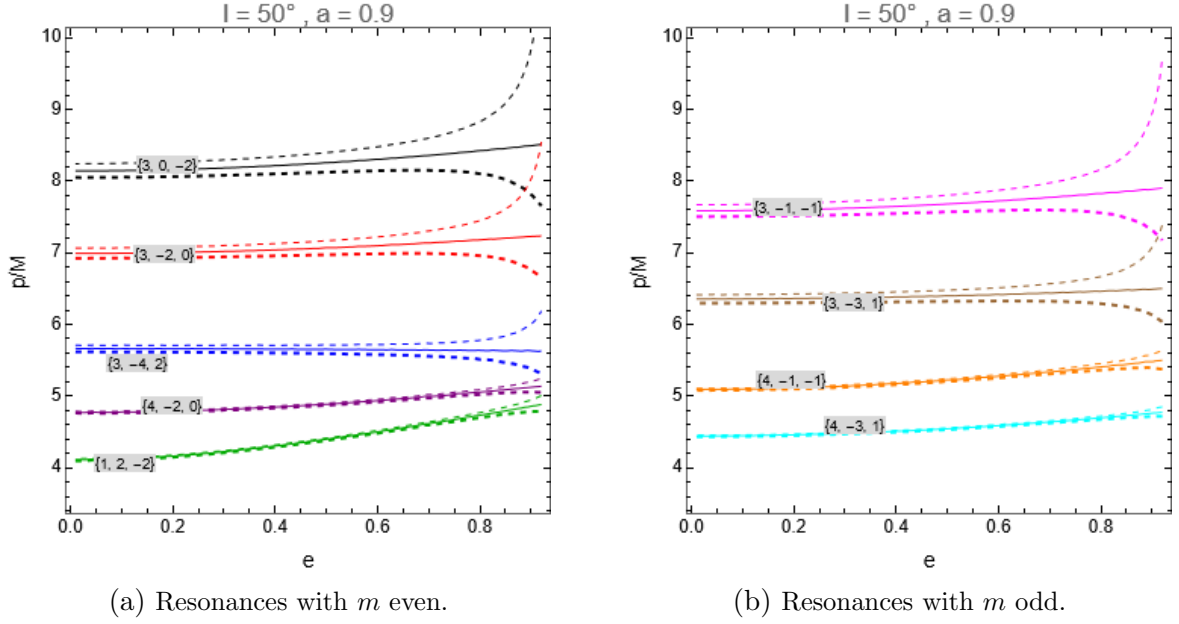 I = 50° , a = 0.9
10
9
8
7
6
5
4
p/M
{3, 0, −2}
{3, −2, 0}
{3, −4, 2}
{4, −2, 0}
{1, 2, −2}
0.0 0.2 0.4 0.6 0.8
e
(a) Resonances with m even.
I = 50° , a = 0.9
10
9
8
7
6
5
4
p/M
{3, −1, −1}
{3, −3, 1}
{4, −1, −1}
{4, −3, 1}
0.0 0.2 0.4 0.6 0.8
e
(b) Resonances with m odd.